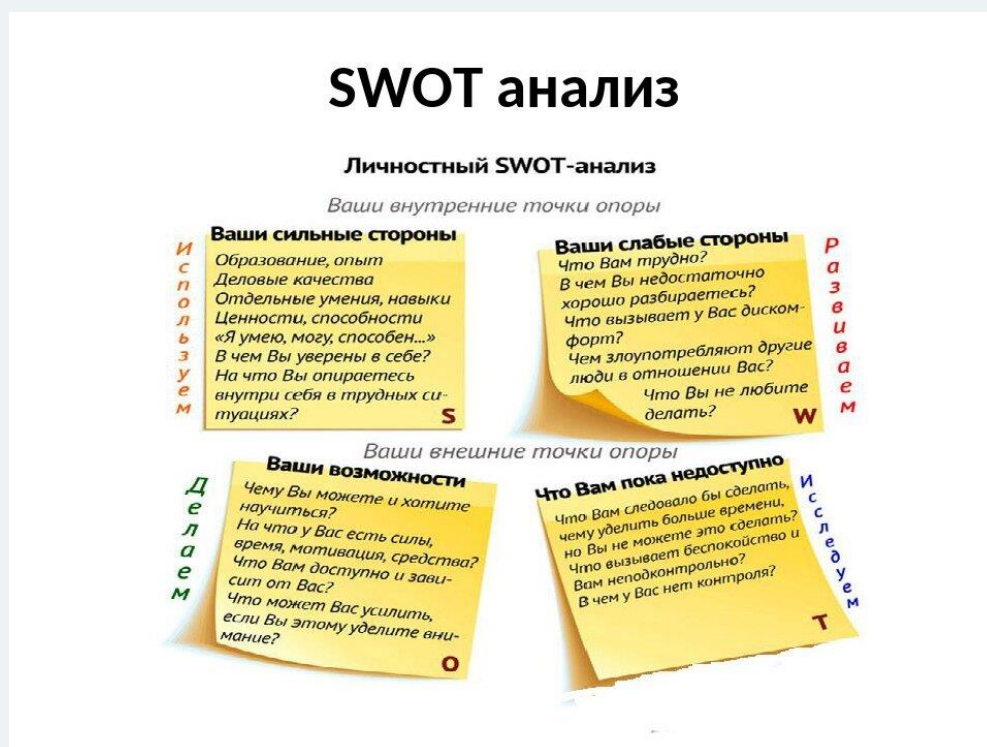 SWOT анализ
Личностный SWOT-анализ
Ваши внутренние точки опоры
Используем
Ваши сильные стороны
Образование, опыт
Деловые качества
Отдельные умения, навыки
Ценности, способности
«Я умею, могу, способен...»
В чем Вы уверены в себе?
На что Вы опираетесь
внутри себя в трудных си-
туациях?
S
Ваши слабые стороны
Что Вам трудно?
В чем Вы недостаточно
хорошо разбираетесь?
Что вызывает у Вас диском-
форт?
Чем злоупотребляют другие
люди в отношении Вас?
Что Вы не любите
делать?
W
Развиваем
Ваши внешние точки опоры
Делаем
Ваши возможности
Чему Вы можете и хотите
научиться?
На что у Вас есть силы,
время, мотивация, средства?
Что Вам доступно и зави-
сит от Вас?
Что может Вас усилить,
если Вы этому уделите вни-
мание?
O
Что Вам пока недоступно
Что Вам следовало бы сделать,
чему уделить больше времени,
но Вы не можете это сделать?
Что вызывает беспокойство и
Вам неподконтрольно?
В чем у Вас нет контроля?
T
Исследуем